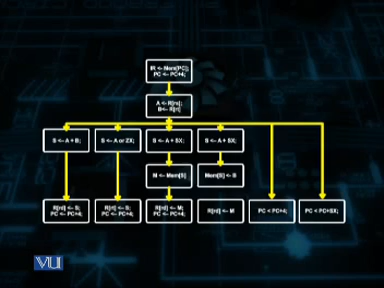 IR <- Mem[PC];
PC <- PC+4;
A <- R[rs];
B<- R[rt]
S <- A + B;
S <- A or ZX;
S <- A + SX;
S <- A + SX;
M <- Mem[S]
Mem[S] <- B
R[rd] <- S;
PC <- PC+4;
R[rt] <- S;
PC <- PC+4;
R[rd] <- M;
PC <- PC+4;
R[rd] <- M
PC < PC+4;
PC < PC+SX;
VU